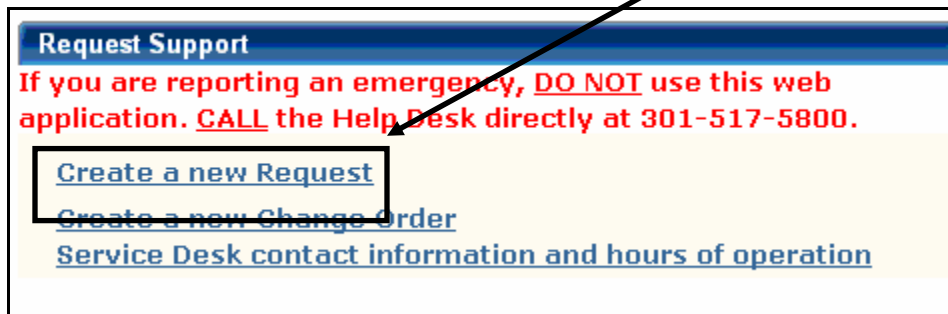 Request Support
If you are reporting an emergency, DO NOT use this web
application. CALL the Help Desk directly at 301-517-5800.
Create a new Request
Create a new Change Order
Service Desk contact information and hours of operation